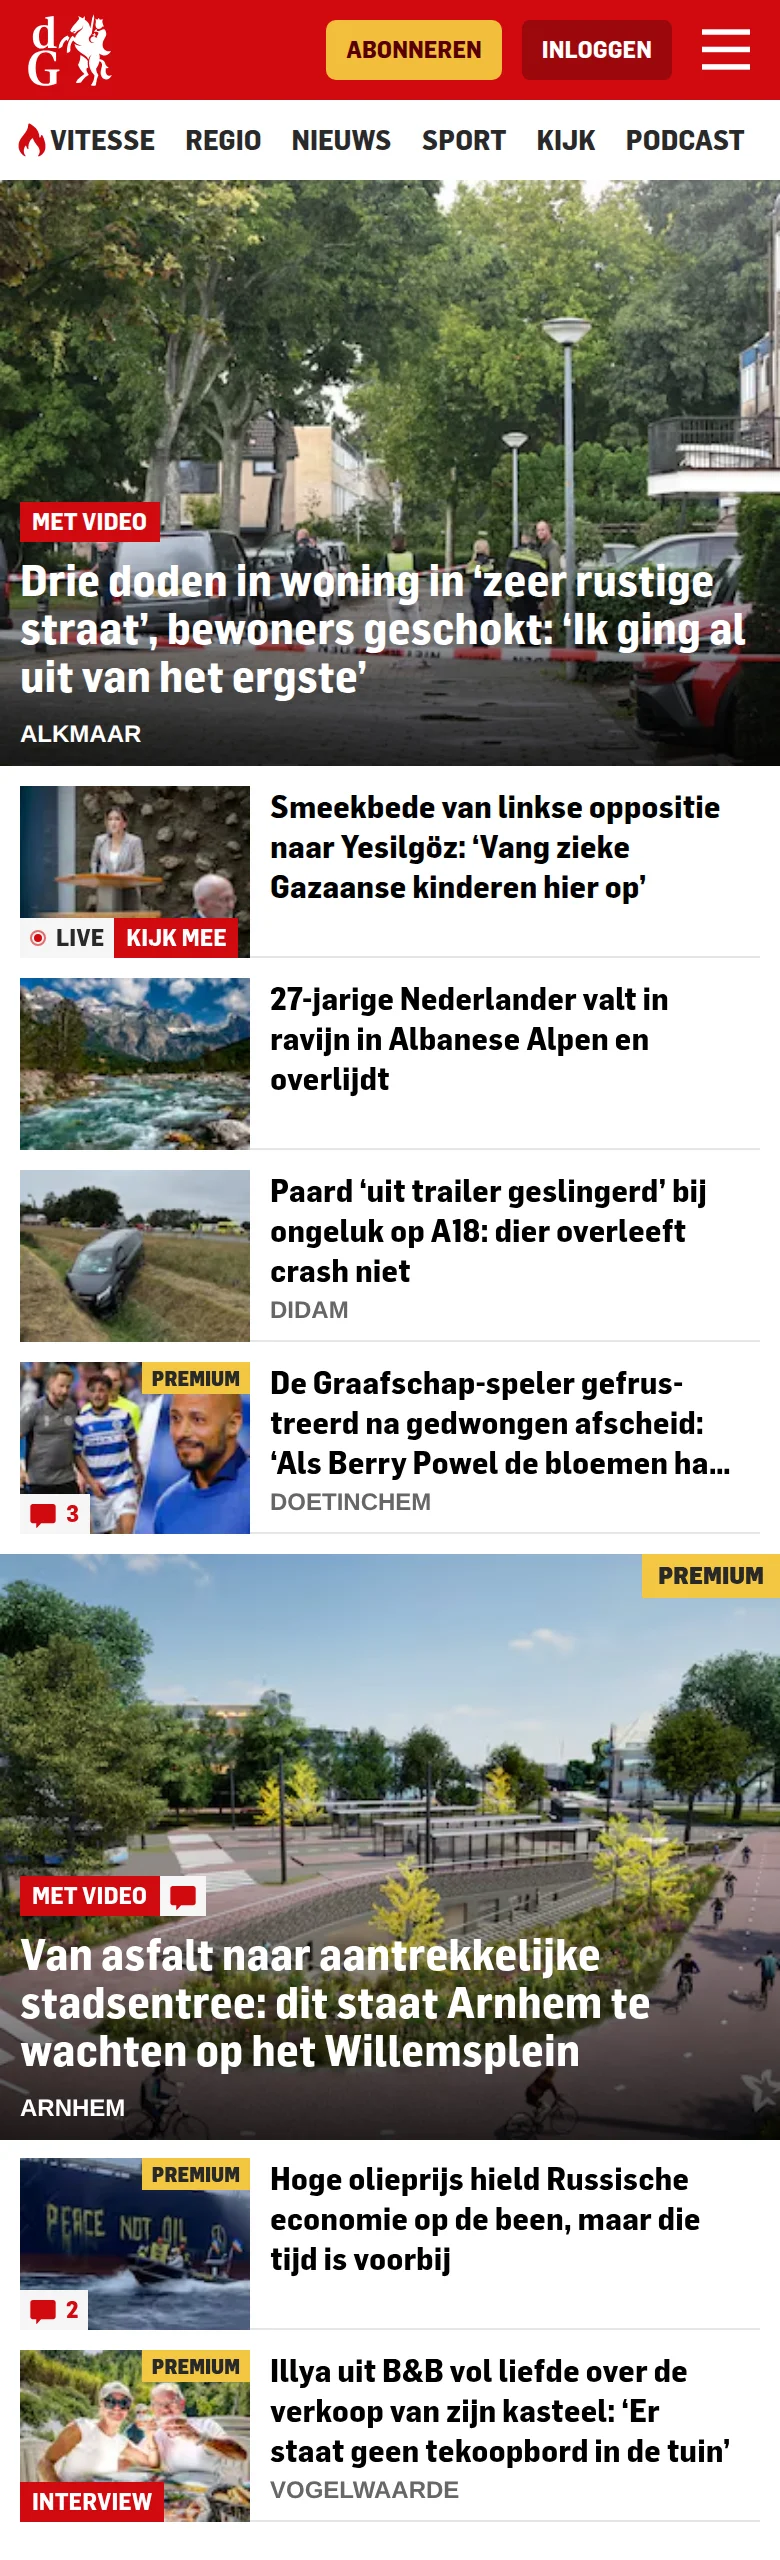 dG
ABONNEREN
INLOGGEN
VITESSE REGIO NIEUWS SPORT KIJK PODCAST
MET VIDEO
Drie doden in woning in ‘zeer rustige
straat’, bewoners geschokt: ‘Ik ging al
uit van het ergste’
ALKMAAR
LIVE KIJK MEE
Smeekbede van linkse oppositie
naar Yesilgöz: ‘Vang zieke
Gazaanse kinderen hier op’
27-jarige Nederlander valt in
ravijn in Albanese Alpen en
overlijdt
Paard ‘uit trailer geslingerd’ bij
ongeluk op A18: dier overleeft
crash niet
DIDAM
PREMIUM
3
De Graafschap-speler gefrus-
treerd na gedwongen afscheid:
‘Als Berry Powel de bloemen ha...
DOETINCHEM
PREMIUM
MET VIDEO
Van asfalt naar aantrekkelijke
stadsentree: dit staat Arnhem te
wachten op het Willemsplein
ARNHEM
PREMIUM
PEACE NOT OIL
2
Hoge olieprijs hield Russische
economie op de been, maar die
tijd is voorbij
PREMIUM
INTERVIEW
Illya uit B&B vol liefde over de
verkoop van zijn kasteel: ‘Er
staat geen tekoopbord in de tuin’
VOGELWAARDE